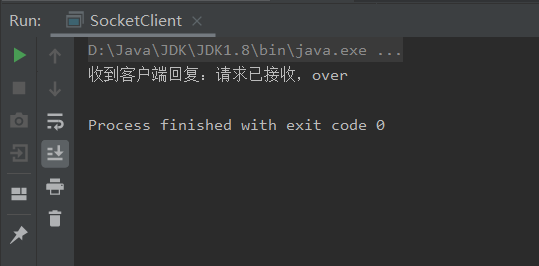 Run: SocketClient
D:\Java\JDK\JDK1.8\bin\java.exe ...
收到客户端回复：请求已接收，over
Process finished with exit code 0